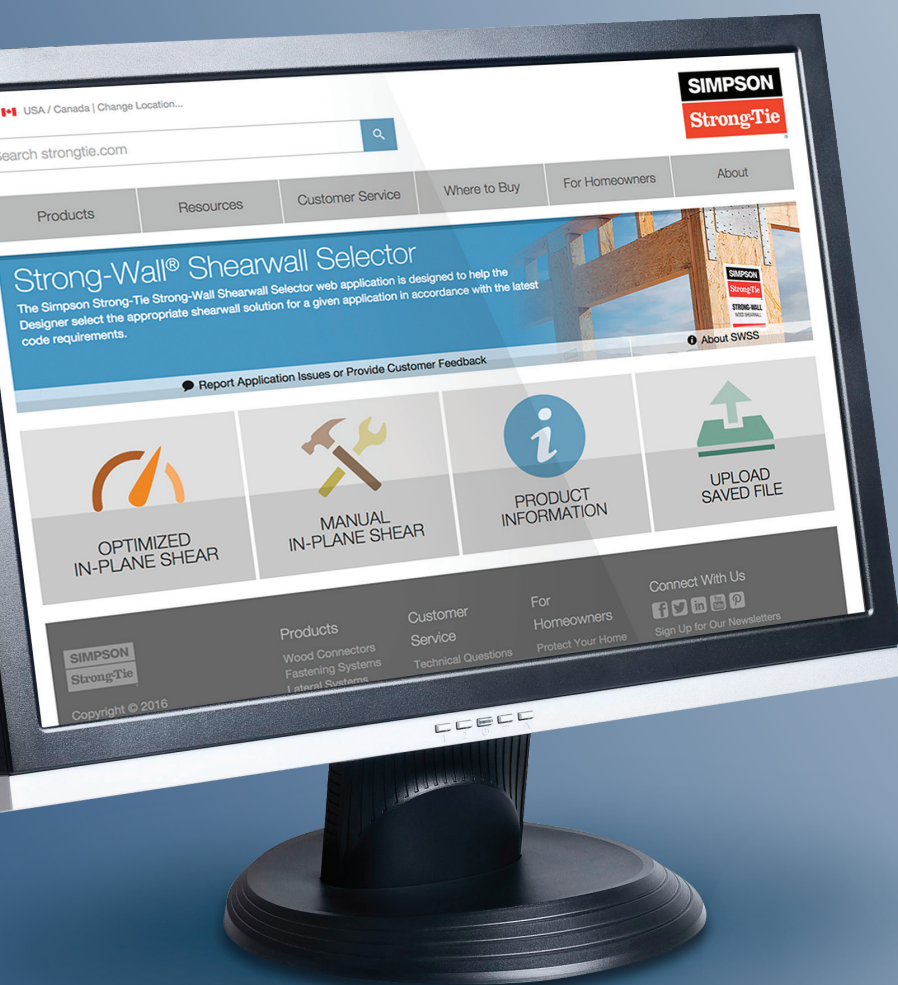 USA / Canada | Change Location...
Search strongtie.com
SIMPSON
Strong-Tie
Products
Resources
Customer Service
Where to Buy
For Homeowners
About
Strong-Wall® Shearwall Selector
The Simpson Strong-Tie Strong-Wall Shearwall Selector web application is designed to help the
Designer select the appropriate shearwall solution for a given application in accordance with the latest
code requirements.
SIMPSON
Strong-Tie
STRONG-WALL
WOOD SHEARWALL
Report Application Issues or Provide Customer Feedback
About SWSS
OPTIMIZED
IN-PLANE SHEAR
MANUAL
IN-PLANE SHEAR
PRODUCT
INFORMATION
UPLOAD
SAVED FILE
SIMPSON
Strong-Tie
Copyright © 2016
Products
Wood Connectors
Fastening Systems
Lateral Systems
Customer
Service
Technical Questions
For
Homeowners
Protect Your Home
Connect With Us
Sign Up for Our Newsletters